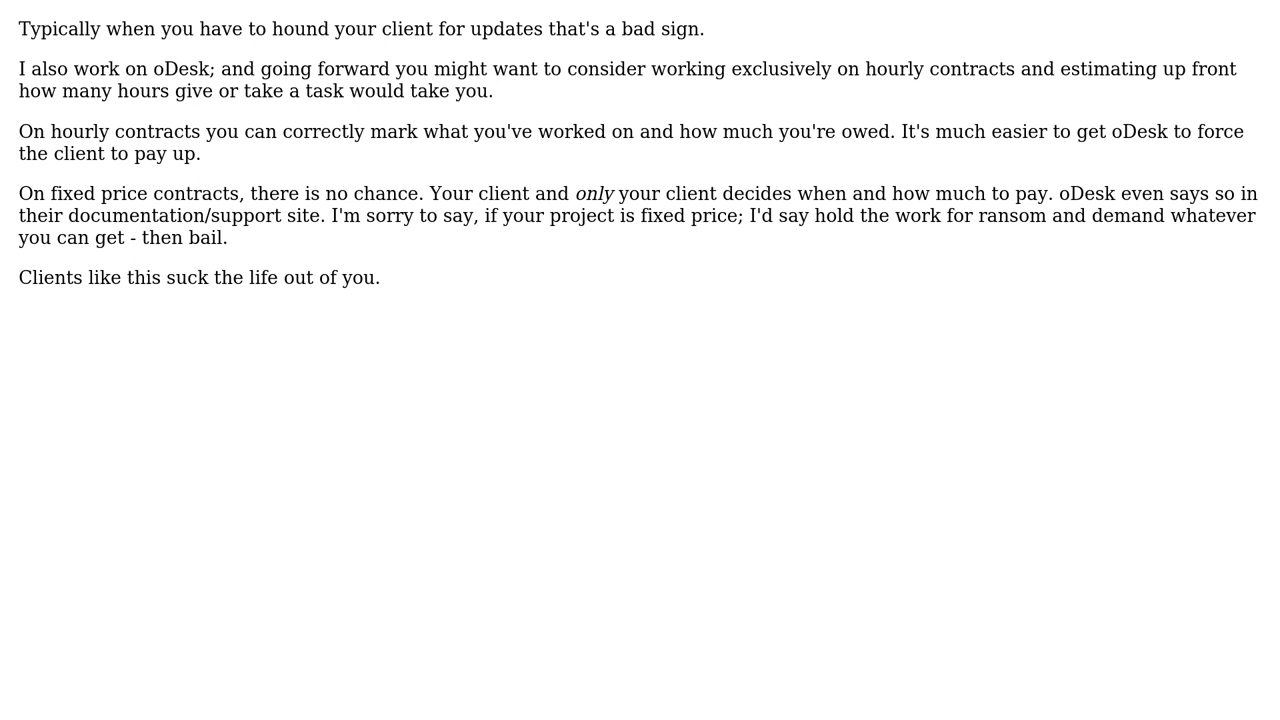 Typically when you have to hound your client for updates that's a bad sign.
I also work on oDesk; and going forward you might want to consider working exclusively on hourly contracts and estimating up front
how many hours give or take a task would take you.
On hourly contracts you can correctly mark what you've worked on and how much you're owed. It's much easier to get oDesk to force
the client to pay up.
On fixed price contracts, there is no chance. Your client and only your client decides when and how much to pay. oDesk even says so in
their documentation/support site. I'm sorry to say, if your project is fixed price; I'd say hold the work for ransom and demand whatever
you can get - then bail.
Clients like this suck the life out of you.